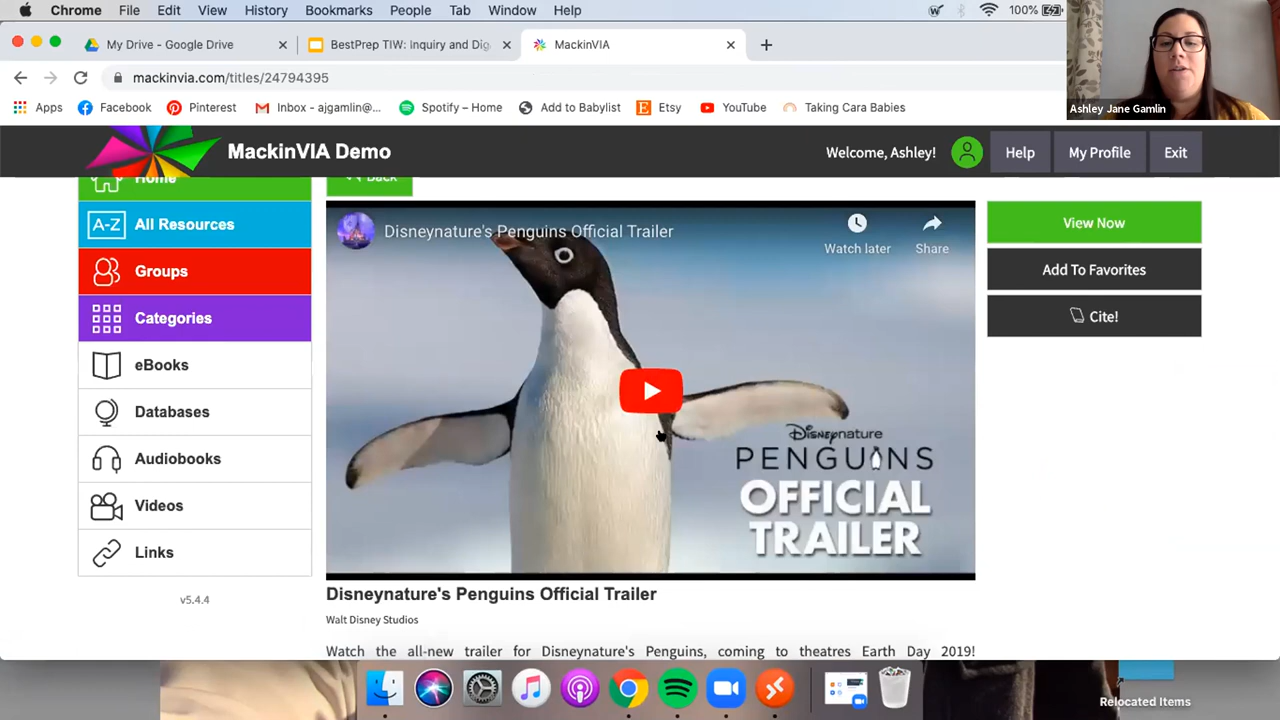 Chrome File Edit View History Bookmarks People Tab Window Help 100%
My Drive - Google Drive
BestPrep TIW: Inquiry and Dig
MackinVIA
mackinvia.com/titles/24794395
Apps Facebook Pinterest Inbox - ajgamlin@... Spotify – Home Add to Babylist Etsy YouTube Taking Cara Babies
Ashley Jane Gamlin
MackinVIA Demo
Welcome, Ashley!
Help
My Profile
Exit
Home
A-Z All Resources
Groups
Categories
eBooks
Databases
Audiobooks
Videos
Links
v5.4.4
Back
Disneynature's Penguins Official Trailer
Watch later
Share
Disneynature
PENGUINS
OFFICIAL
TRAILER
Disneynature's Penguins Official Trailer
Walt Disney Studios
Watch the all-new trailer for Disneynature's Penguins, coming to theatres Earth Day 2019!
View Now
Add To Favorites
Cite!
Relocated Items